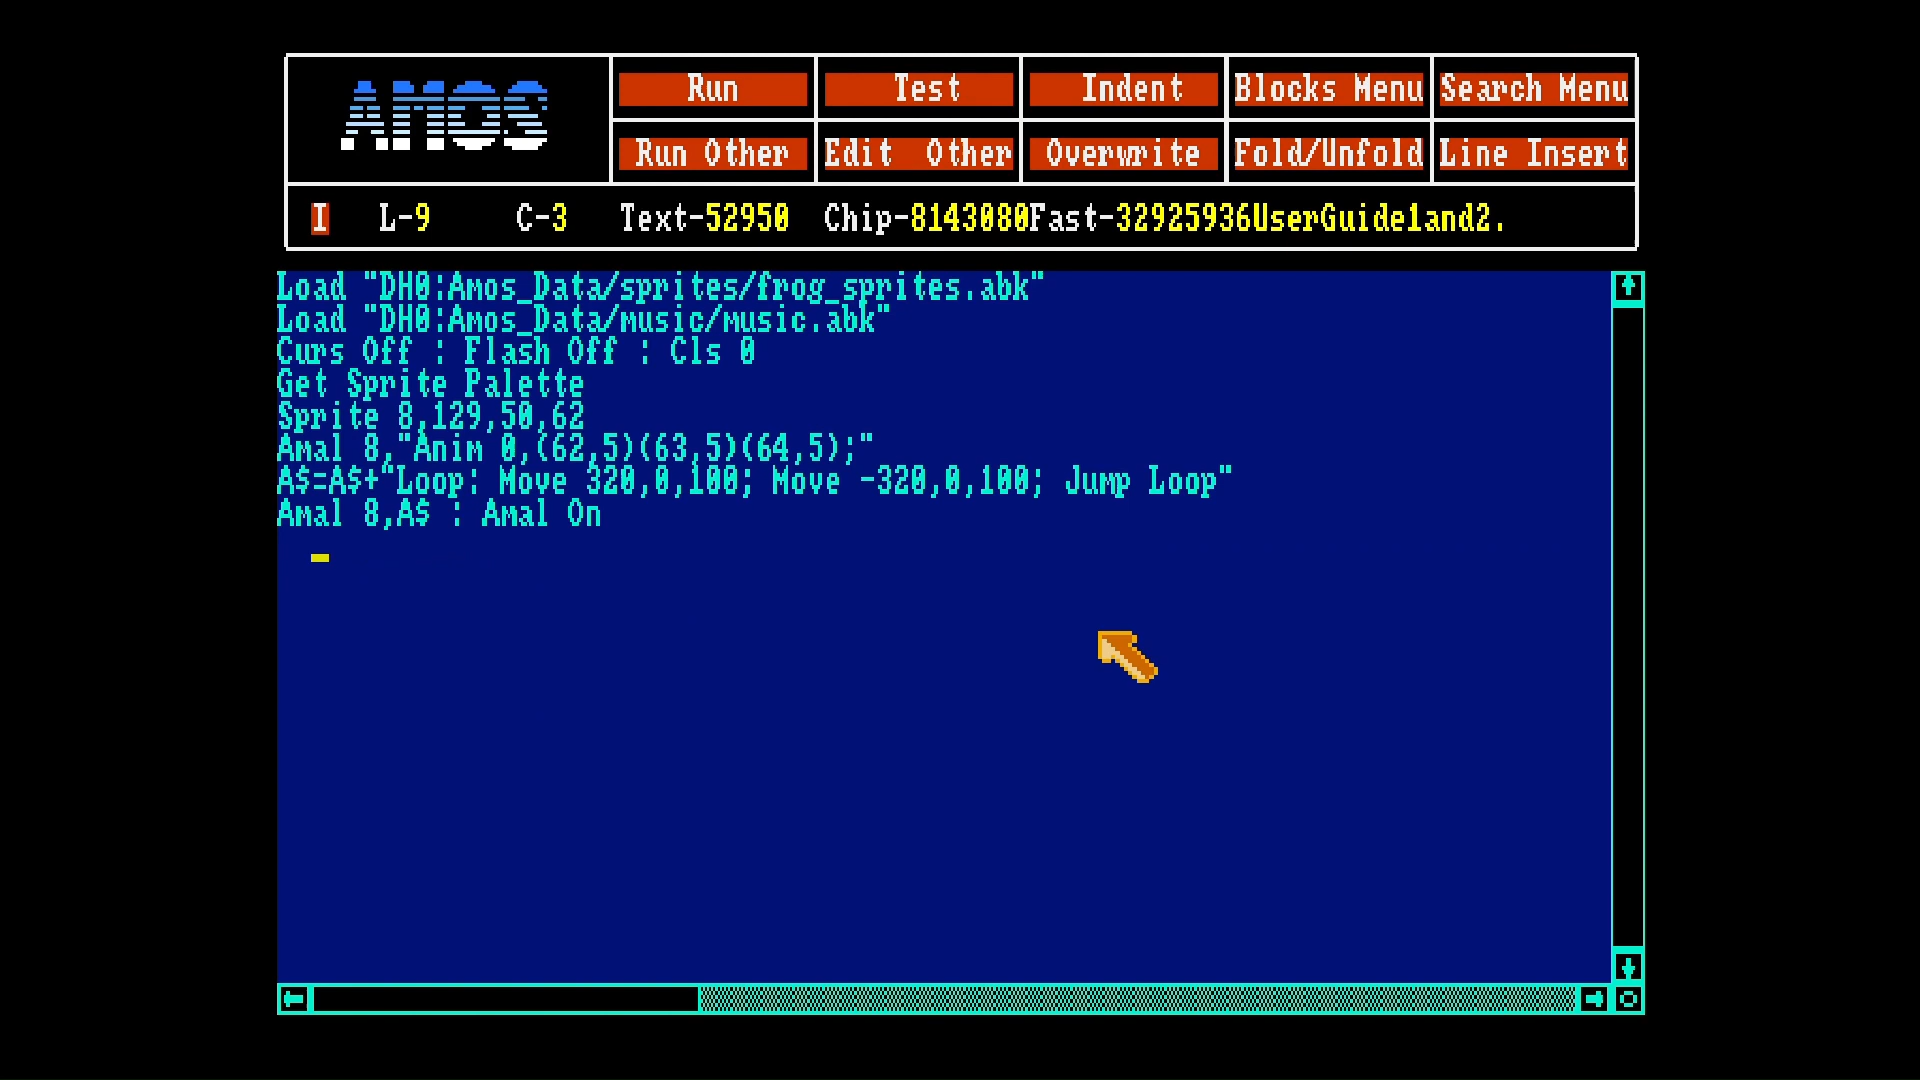 AMOS
Run Test Indent Blocks Menu Search Menu
Run Other Edit Other Overwrite Fold/Unfold Line Insert
I L-9 C-3 Text-52950 Chip-8143080Fast-32925936UserGuide1and2.
Load "DH0:Amos_Data/sprites/frog_sprites.abk"
Load "DH0:Amos_Data/music/music.abk"
Curs Off : Flash Off : Cls 0
Get Sprite Palette
Sprite 8,129,50,62
Amal 8,"Anim 0,(62,5)(63,5)(64,5);"
A$=A$+"Loop: Move 320,0,100; Move -320,0,100; Jump Loop"
Amal 8,A$ : Amal On